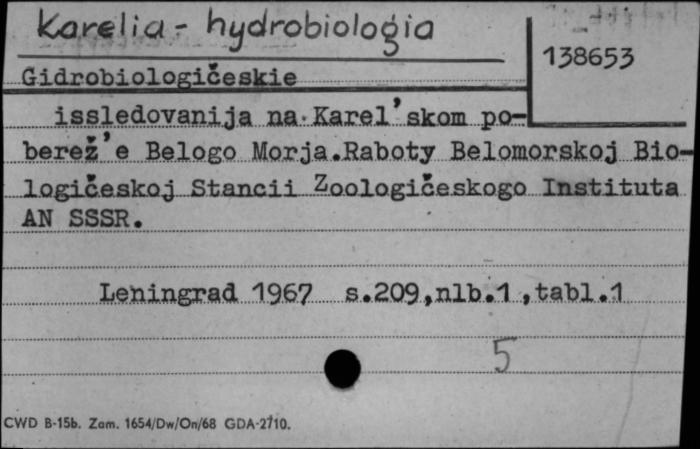 Karelia - hydrobiologia
138653
Gidrobiologičeskie
issledovanija na Karel'skom po-
berež'e Belogo Morja.Raboty Belomorskoj Bio-
logičeskoj Stancii Zoologičeskogo Instituta
AN SSSR.
Leningrad 1967 s.209,nlb.1,tabl.1
5
CWD B-15b. Zam. 1654/Dw/On/68 GDA-2710.